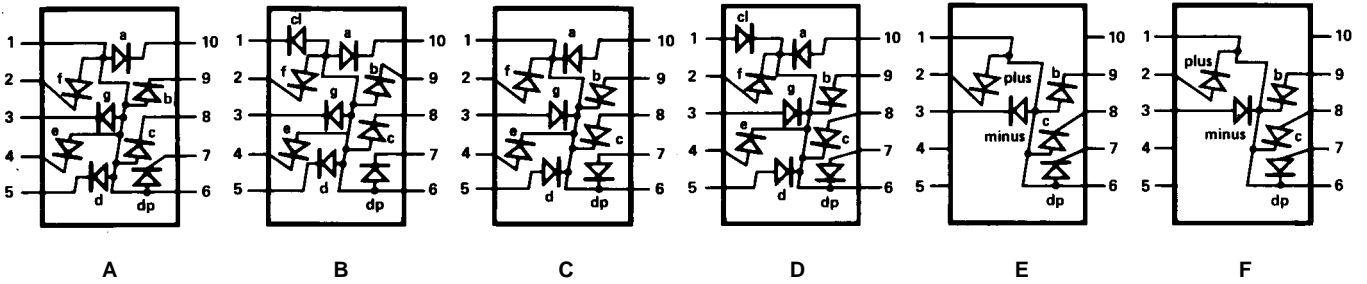 1 a 10
2 f 9
3 g b 8
4 e c 7
5 d 6
A
cl
1 a 10
2 f b 9
3 g 8
4 e c 7
5 d dp 6
B
1 a 10
2 f b 9
3 g 8
4 e c 7
5 d dp 6
C
cl
1 a 10
2 f b 9
3 g 8
4 e c 7
5 d dp 6
D
1 10
2 plus b 9
3 minus 8
4 c 7
5 dp 6
E
1 10
2 plus b 9
3 minus 8
4 c 7
5 dp 6
F